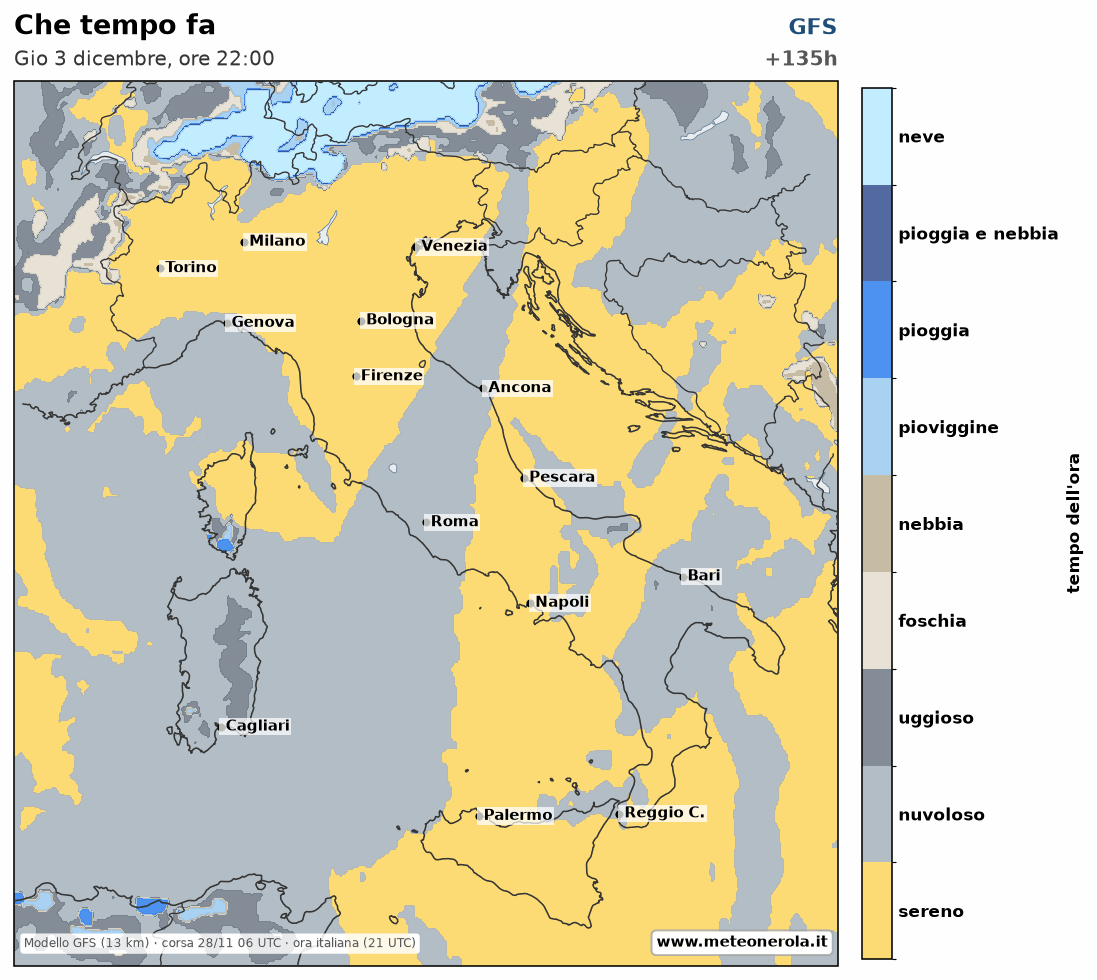 Che tempo fa
GFS
Gio 3 dicembre, ore 22:00
+135h
neve
pioggia e nebbia
Milano
Venezia
Torino
Genova
Bologna
pioggia
Firenze
Ancona
pioviggine
Pescara
Roma
nebbia
tempo dell'ora
Bari
Napoli
foschia
Cagliari
uggioso
Palermo
Reggio C.
nuvoloso
sereno
Modello GFS (13 km) · corsa 28/11 06 UTC · ora italiana (21 UTC)
www.meteonerola.it